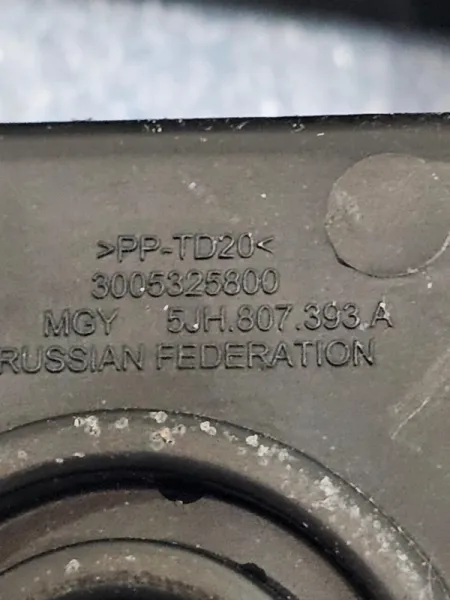 >PP-TD20<
3005325800
MGY 5JH.807.393.A
RUSSIAN FEDERATION